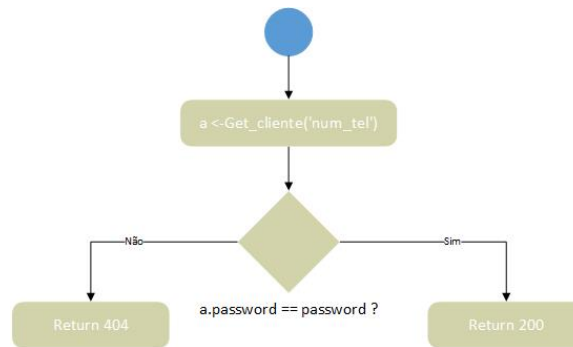 a <-Get_cliente('num_tel')
Não
Sim
a.password == password ?
Return 404
Return 200